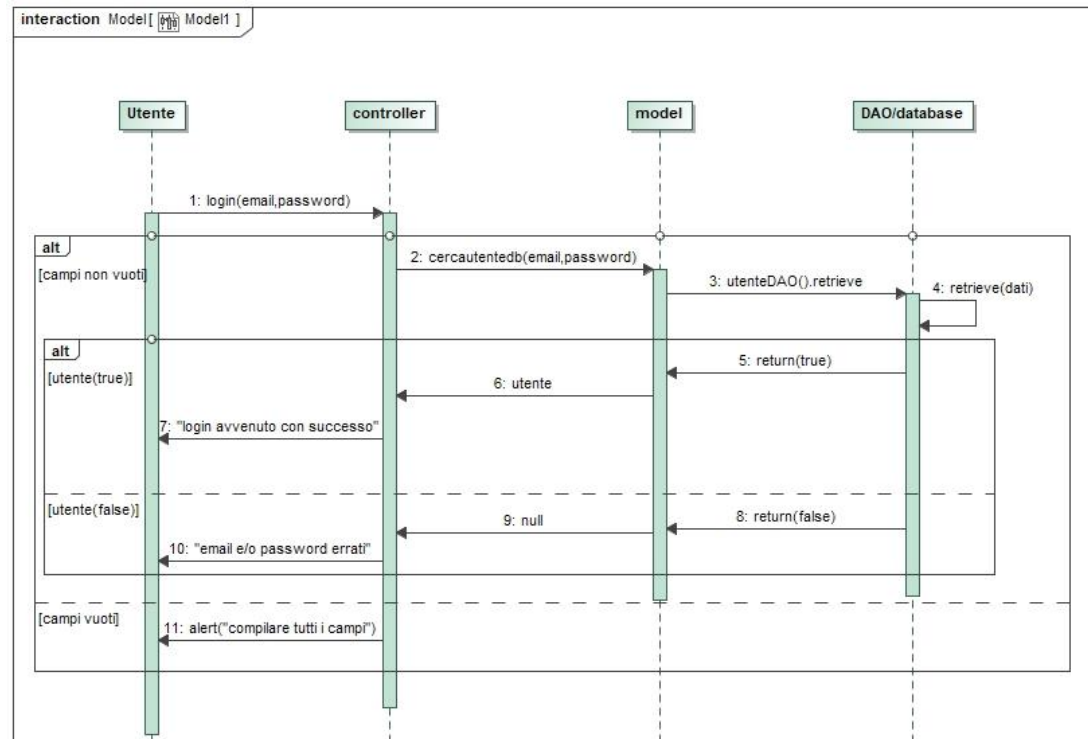 interaction Model[ Model1 ]
Utente
controller
model
DAO/database
1: login(email,password)
alt
[campi non vuoti]
2: cercautentedb(email,password)
3: utenteDAO().retrieve
4: retrieve(dati)
alt
[utente(true)]
5: return(true)
6: utente
7: "login avvenuto con successo"
[utente(false)]
8: return(false)
9: null
10: "email e/o password errati"
[campi vuoti]
11: alert("compilare tutti i campi")